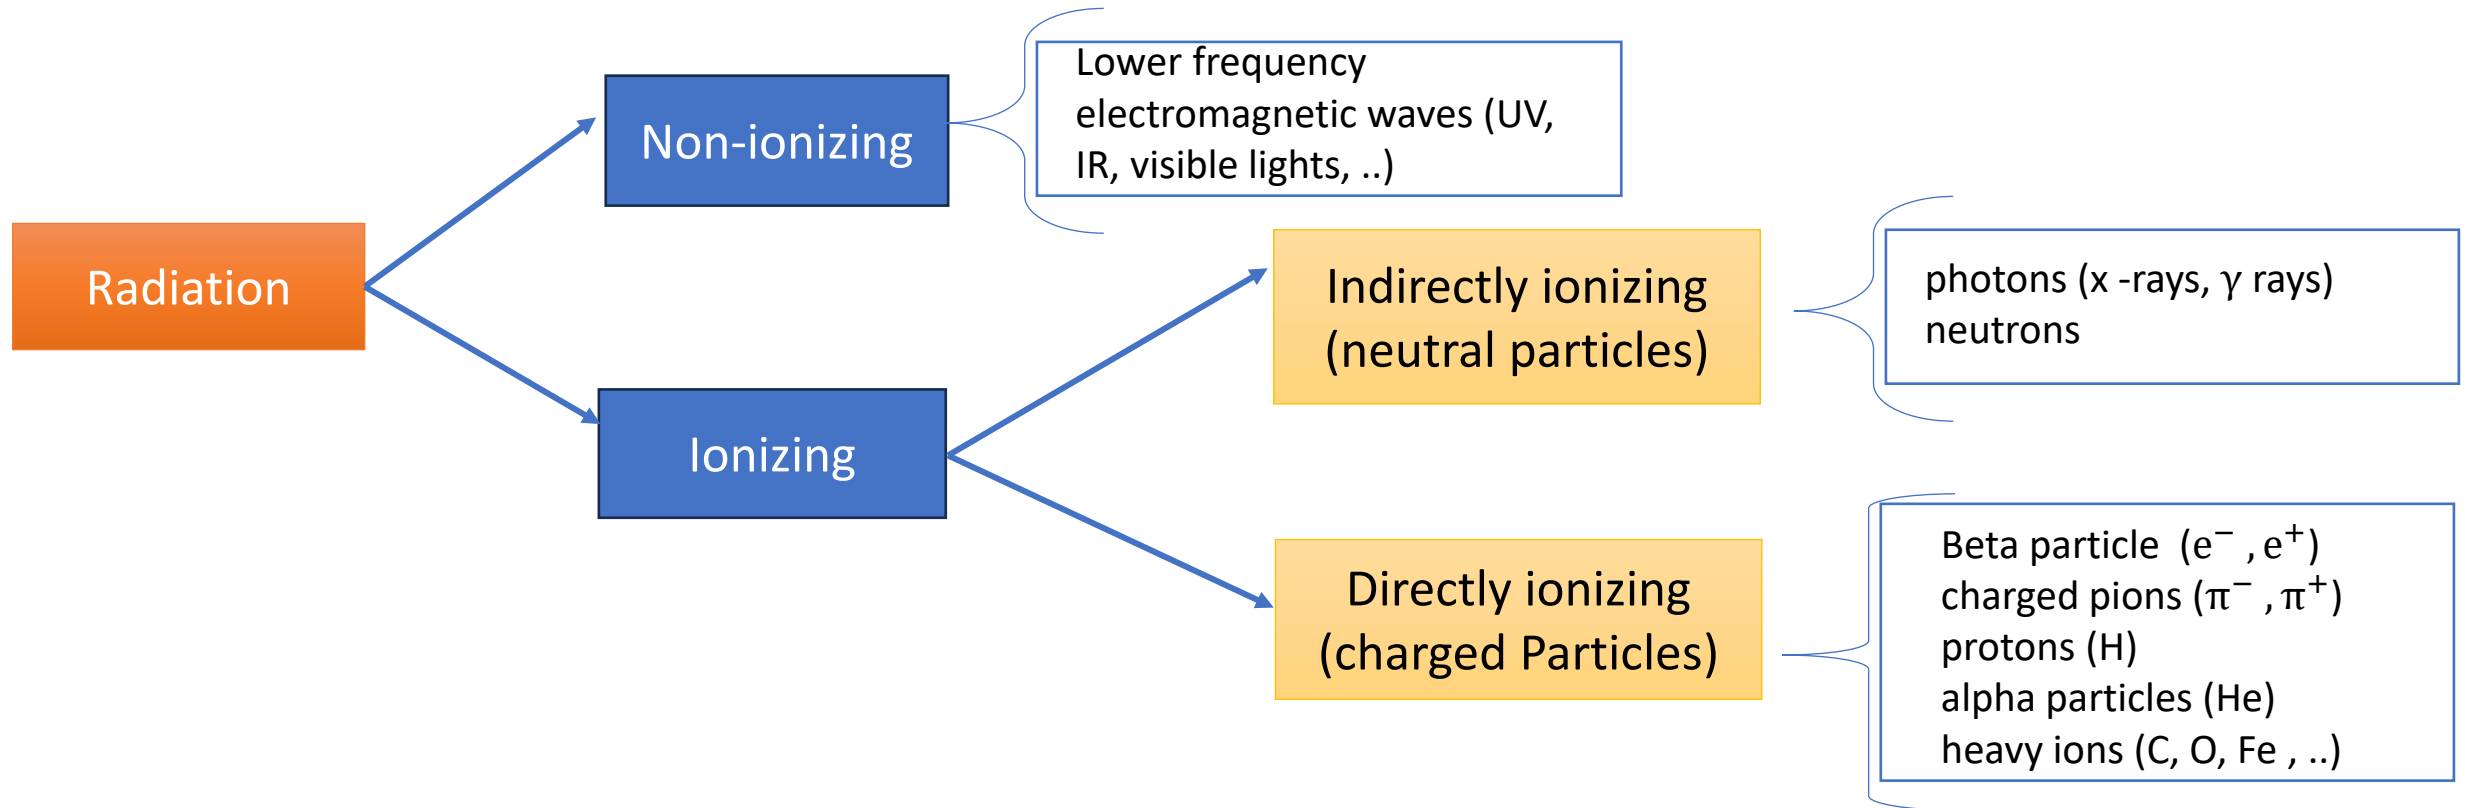 Lower frequency
electromagnetic waves (UV,
IR, visible lights, ..)
Non-ionizing
Radiation
Indirectly ionizing
(neutral particles)
photons (x -rays, γ rays)
neutrons
Ionizing
Directly ionizing
(charged Particles)
Beta particle (e⁻ , e⁺)
charged pions (π⁻ , π⁺)
protons (H)
alpha particles (He)
heavy ions (C, O, Fe , ..)